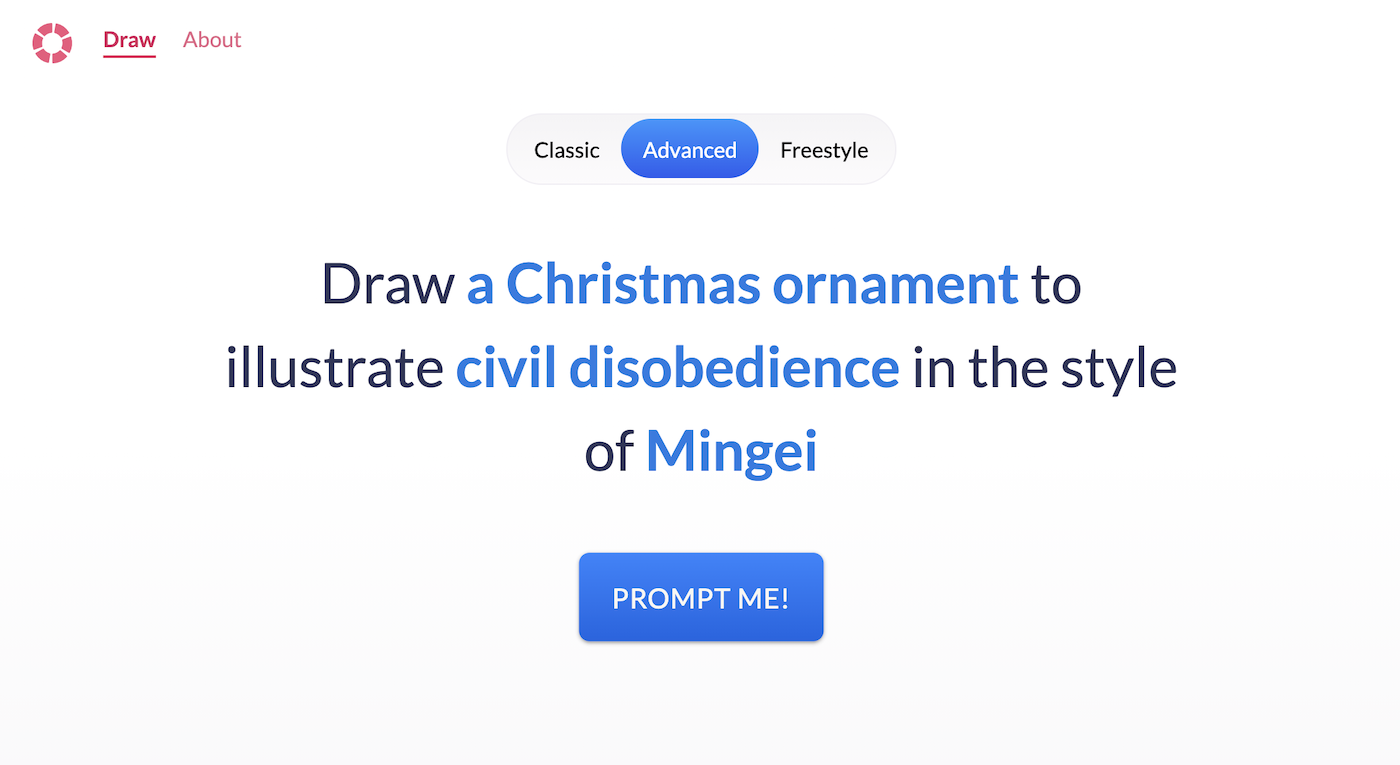 Draw About
Classic Advanced Freestyle
Draw a Christmas ornament to
illustrate civil disobedience in the style
of Mingei
PROMPT ME!